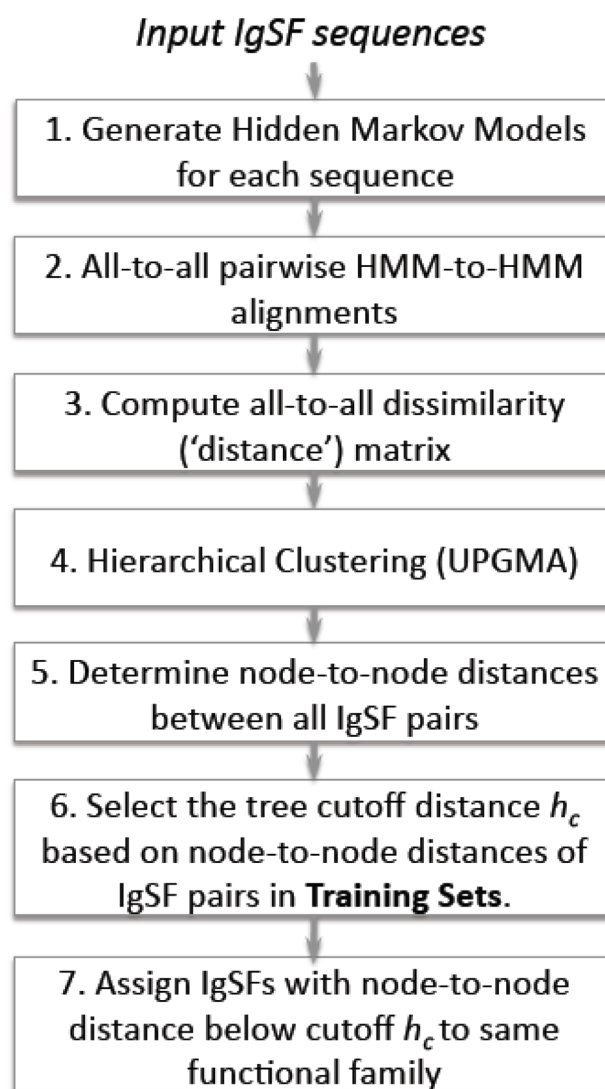 Input IgSF sequences
1. Generate Hidden Markov Models
for each sequence
2. All-to-all pairwise HMM-to-HMM
alignments
3. Compute all-to-all dissimilarity
(‘distance’) matrix
4. Hierarchical Clustering (UPGMA)
5. Determine node-to-node distances
between all IgSF pairs
6. Select the tree cutoff distance hc
based on node-to-node distances of
IgSF pairs in Training Sets.
7. Assign IgSFs with node-to-node
distance below cutoff hc to same
functional family